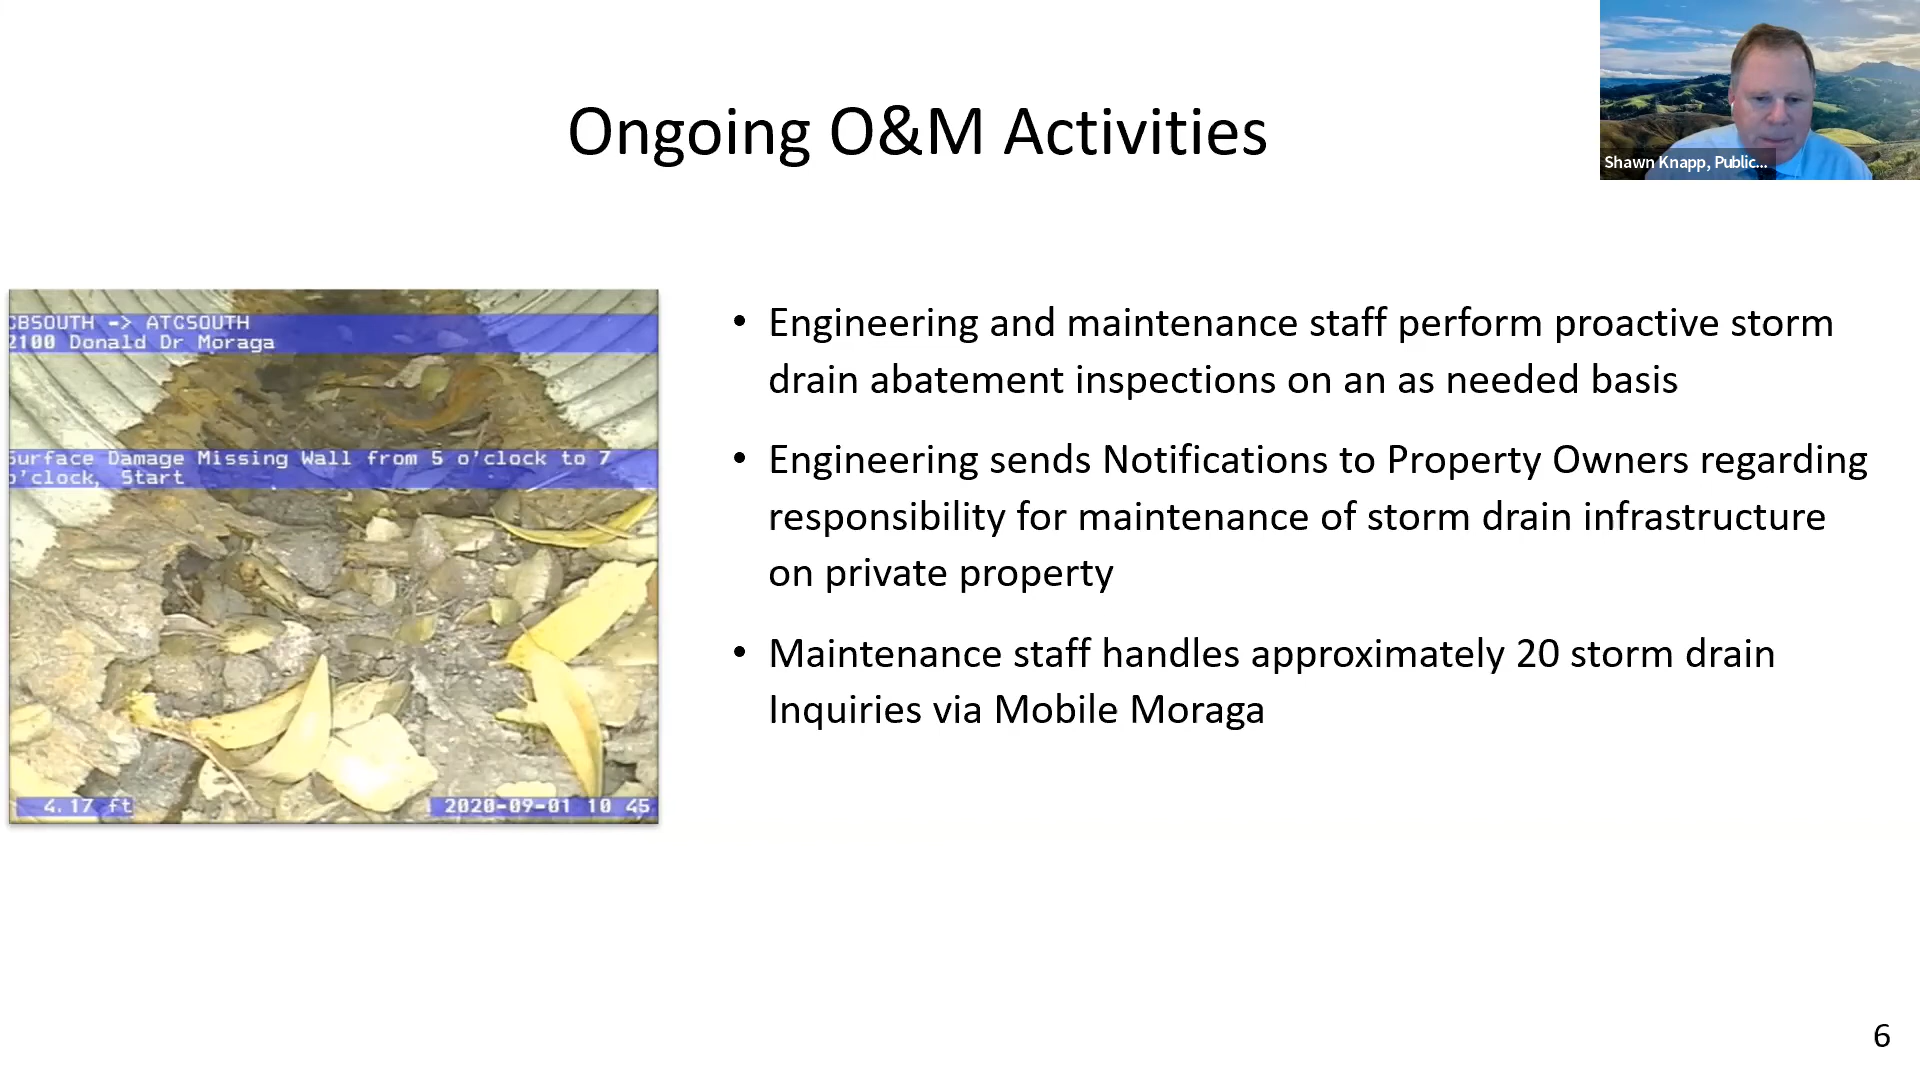 Ongoing O&M Activities
Shawn Knapp, Public...
CBSOUTH -> ATCSOUTH
2100 Donald Dr Moraga
Surface Damage Missing Wall from 5 o'clock to 7
o'clock, Start
4.17 ft
2020-09-01 10 45
• Engineering and maintenance staff perform proactive storm
drain abatement inspections on an as needed basis
• Engineering sends Notifications to Property Owners regarding
responsibility for maintenance of storm drain infrastructure
on private property
• Maintenance staff handles approximately 20 storm drain
Inquiries via Mobile Moraga
6